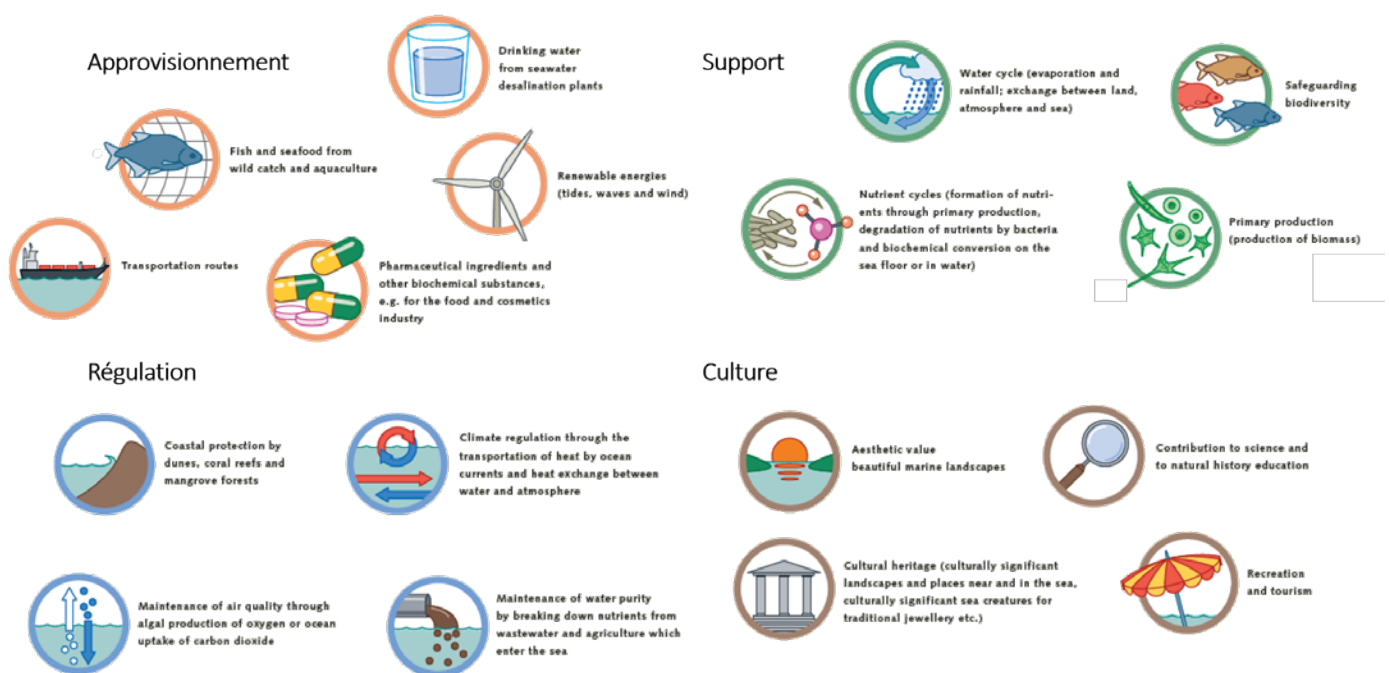 Approvisionnement
Drinking water
from seawater
desalination plants
Fish and seafood from
wild catch and aquaculture
Renewable energies
(tides, waves and wind)
Transportation routes
Pharmaceutical ingredients and
other biochemical substances,
e.g. for the food and cosmetics
industry
Support
Water cycle (evaporation and
rainfall; exchange between land,
atmosphere and sea)
Safeguarding
biodiversity
Nutrient cycles (formation of nutri-
ents through primary production,
degradation of nutrients by bacteria
and biochemical conversion on the
sea floor or in water)
Primary production
(production of biomass)
Régulation
Coastal protection by
dunes, coral reefs and
mangrove forests
Climate regulation through the
transportation of heat by ocean
currents and heat exchange between
water and atmosphere
Maintenance of air quality through
algal production of oxygen or ocean
uptake of carbon dioxide
Maintenance of water purity
by breaking down nutrients from
wastewater and agriculture which
enter the sea
Culture
Aesthetic value
beautiful marine landscapes
Contribution to science and
to natural history education
Cultural heritage (culturally significant
landscapes and places near and in the sea,
culturally significant sea creatures for
traditional jewellery etc.)
Recreation
and tourism